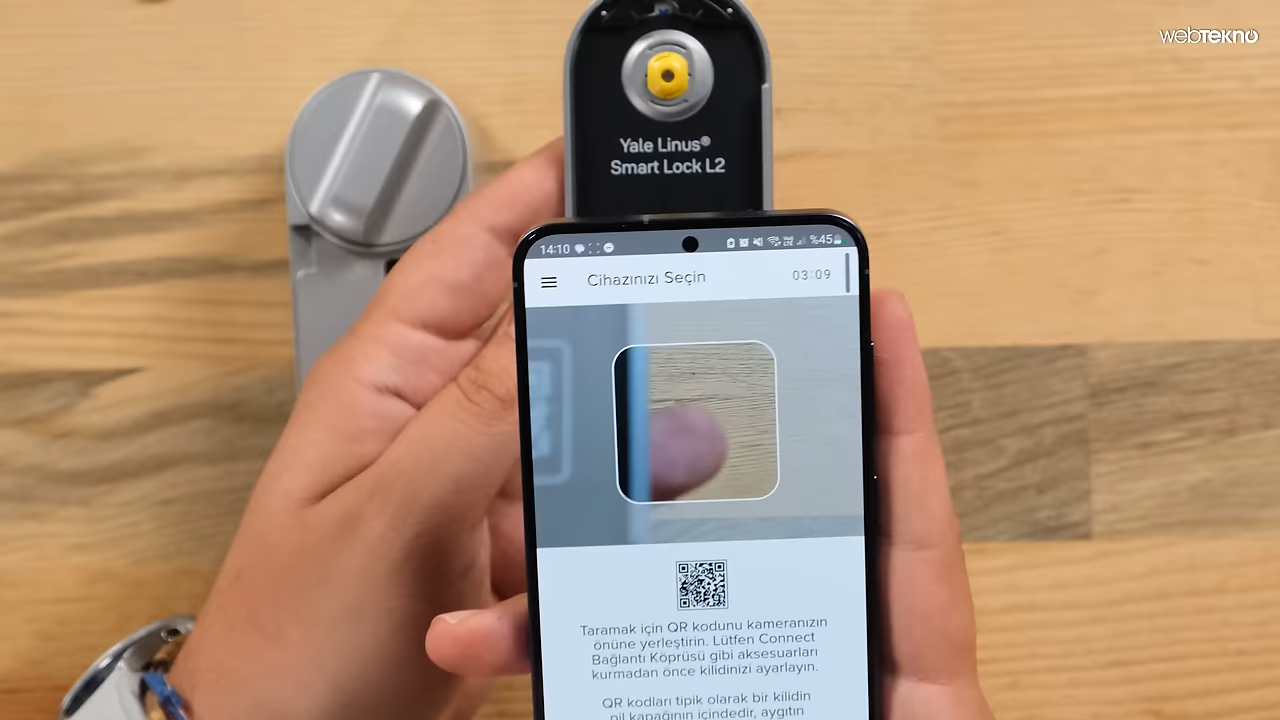 webTEKNO
Yale Linus®
Smart Lock L2
14:10
%45
Cihazınızı Seçin
03:09
Taramak için QR kodunu kameranızın
önüne yerleştirin. Lütfen Connect
Bağlantı Köprüsü gibi aksesuarları
kurmadan önce kilidinizi ayarlayın.
QR kodları tipik olarak bir kilidin
pil kapağının içindedir, aygıtın